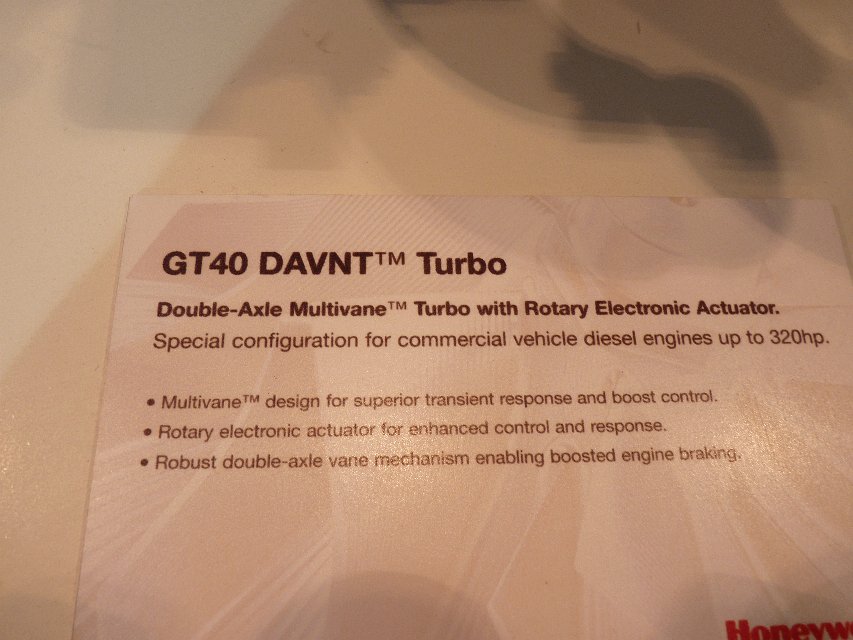 GT40 DAVNT™ Turbo
Double-Axle Multivane™ Turbo with Rotary Electronic Actuator.
Special configuration for commercial vehicle diesel engines up to 320hp.
• Multivane™ design for superior transient response and boost control.
• Rotary electronic actuator for enhanced control and response.
• Robust double-axle vane mechanism enabling boosted engine braking.
Honeyw